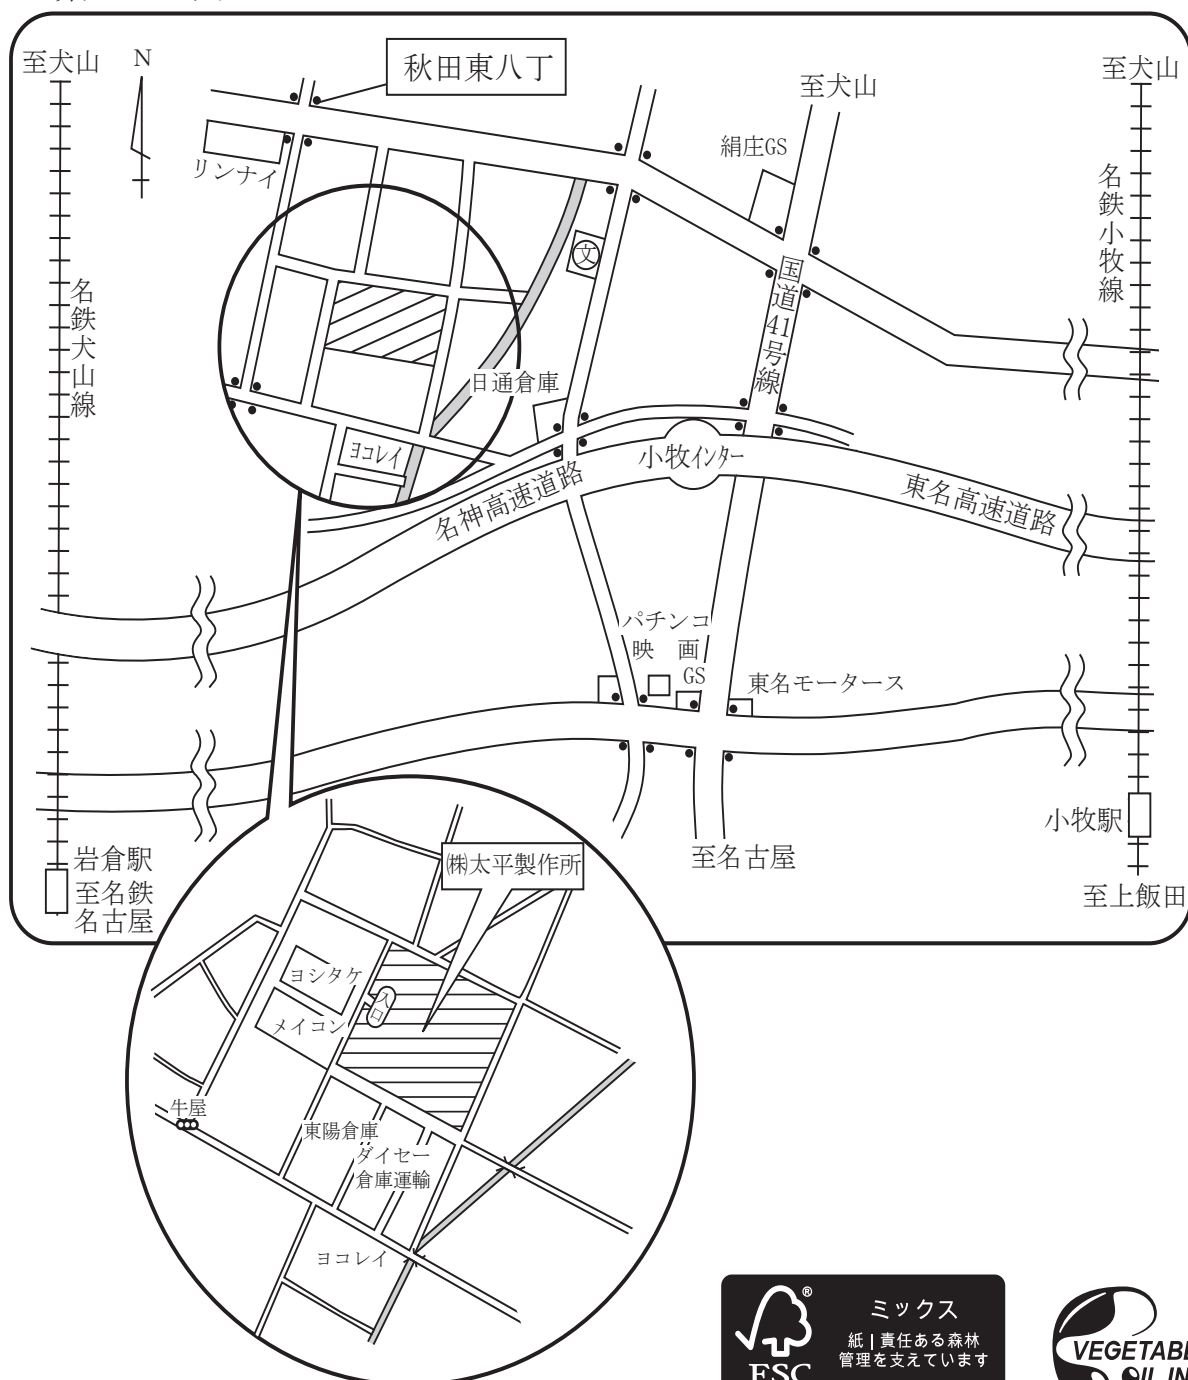 至犬山
N
秋田東八丁
至犬山
至犬山
絹庄GS
リンナイ
名鉄小牧線
文
国道41号線
名鉄犬山線
日通倉庫
ヨコレイ
小牧インター
名神高速道路
東名高速道路
パチンコ
映 画
GS
東名モータース
小牧駅
岩倉駅
至名鉄
名古屋
至名古屋
至上飯田
㈱太平製作所
ヨシタケ
入口
メイコン
牛屋
東陽倉庫
ダイセー
倉庫運輸
ヨコレイ
ミックス
紙 | 責任ある森林
管理を支えています
FSC
®
VEGETABLE
OIL INK